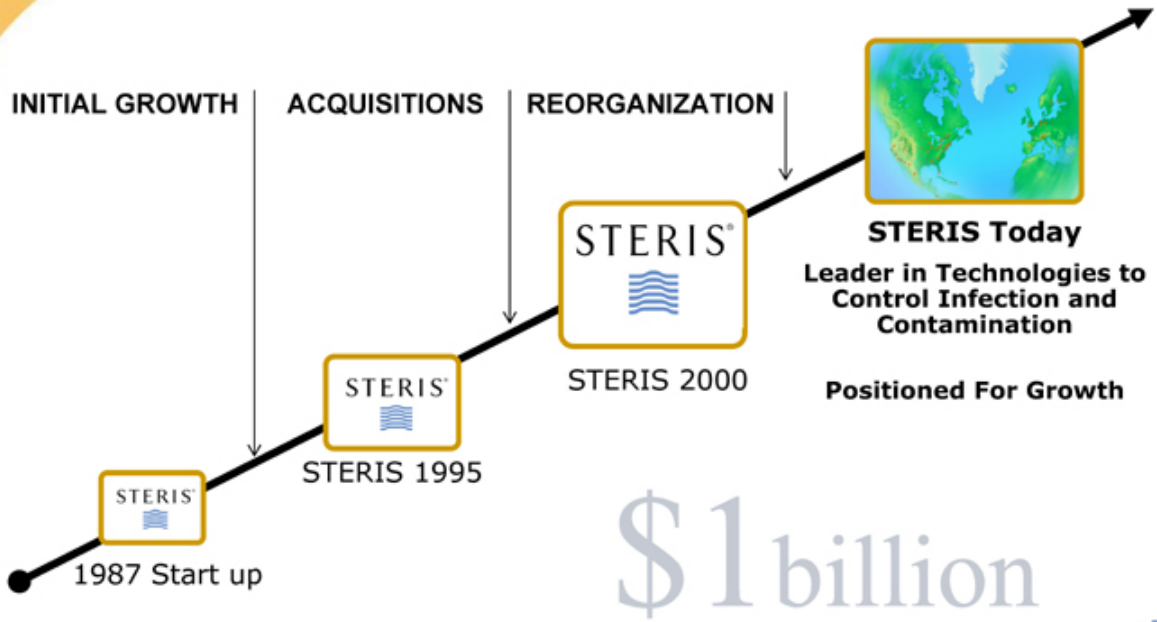 INITIAL GROWTH
ACQUISITIONS
REORGANIZATION
STERIS®
1987 Start up
STERIS®
STERIS 1995
STERIS®
STERIS 2000
STERIS Today
Leader in Technologies to
Control Infection and
Contamination
Positioned For Growth
$1 billion